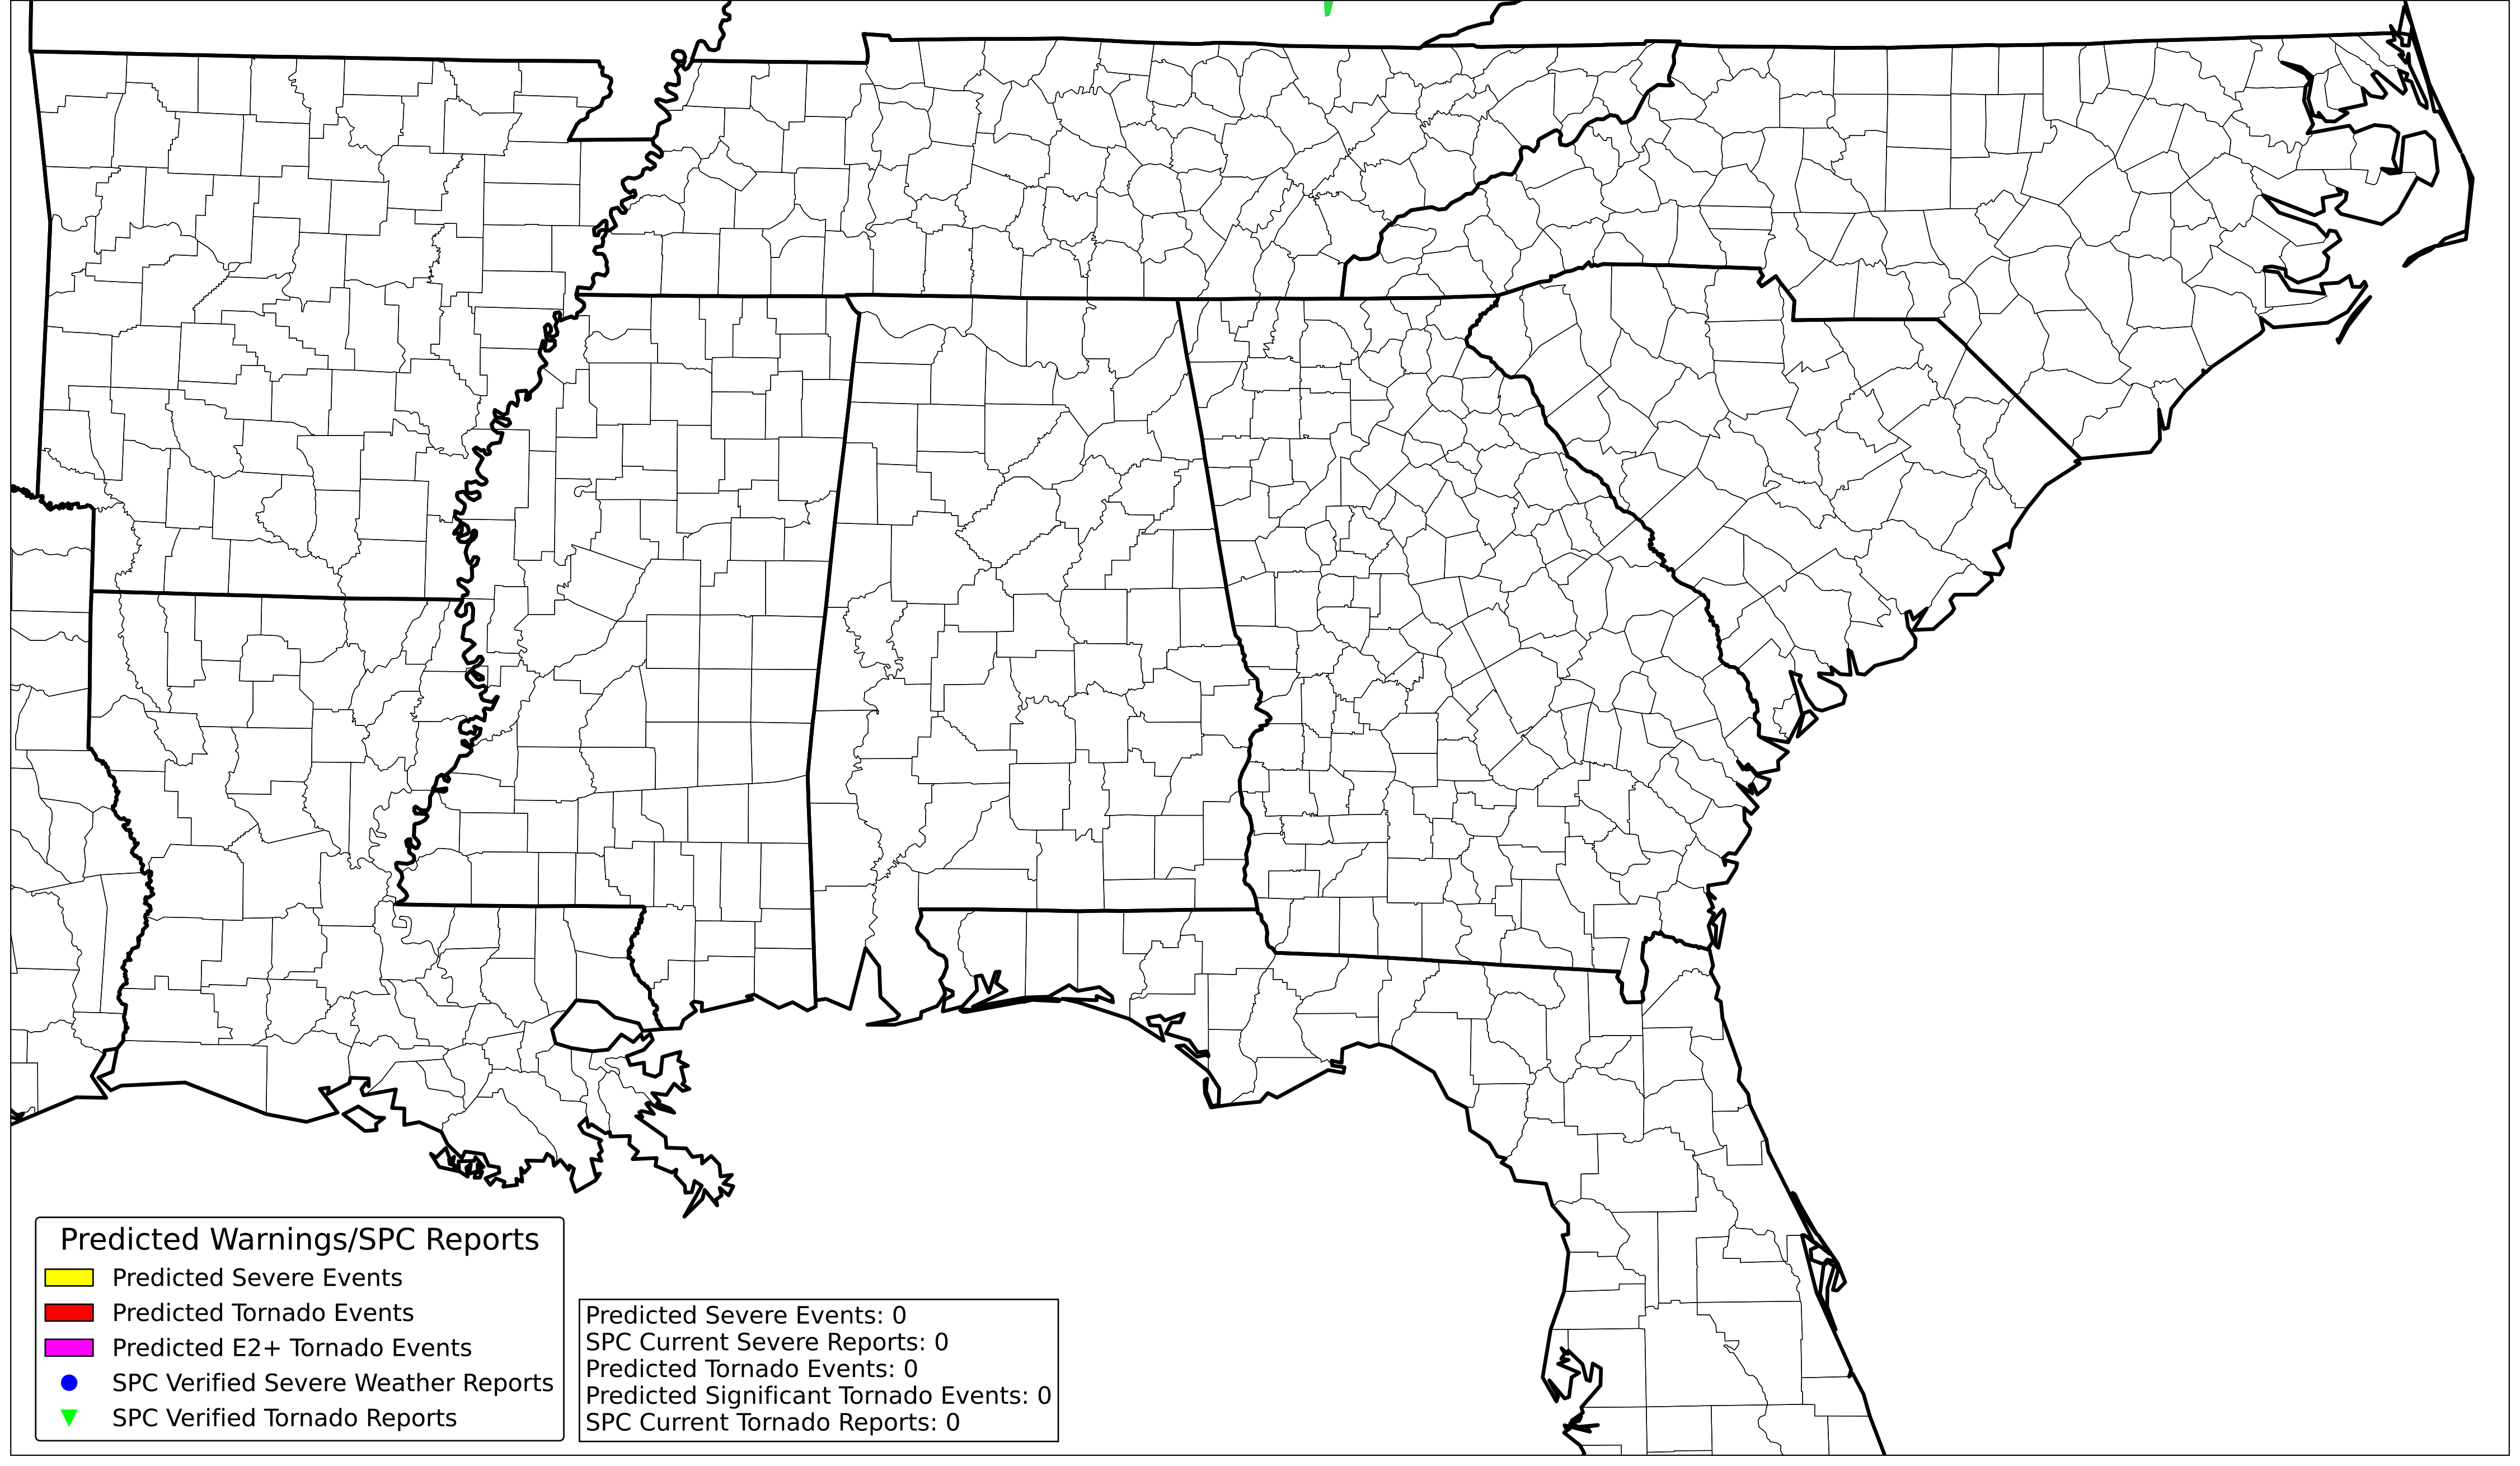 Predicted Warnings/SPC Reports
Predicted Severe Events
Predicted Tornado Events
Predicted E2+ Tornado Events
SPC Verified Severe Weather Reports
SPC Verified Tornado Reports
Predicted Severe Events: 0
SPC Current Severe Reports: 0
Predicted Tornado Events: 0
Predicted Significant Tornado Events: 0
SPC Current Tornado Reports: 0